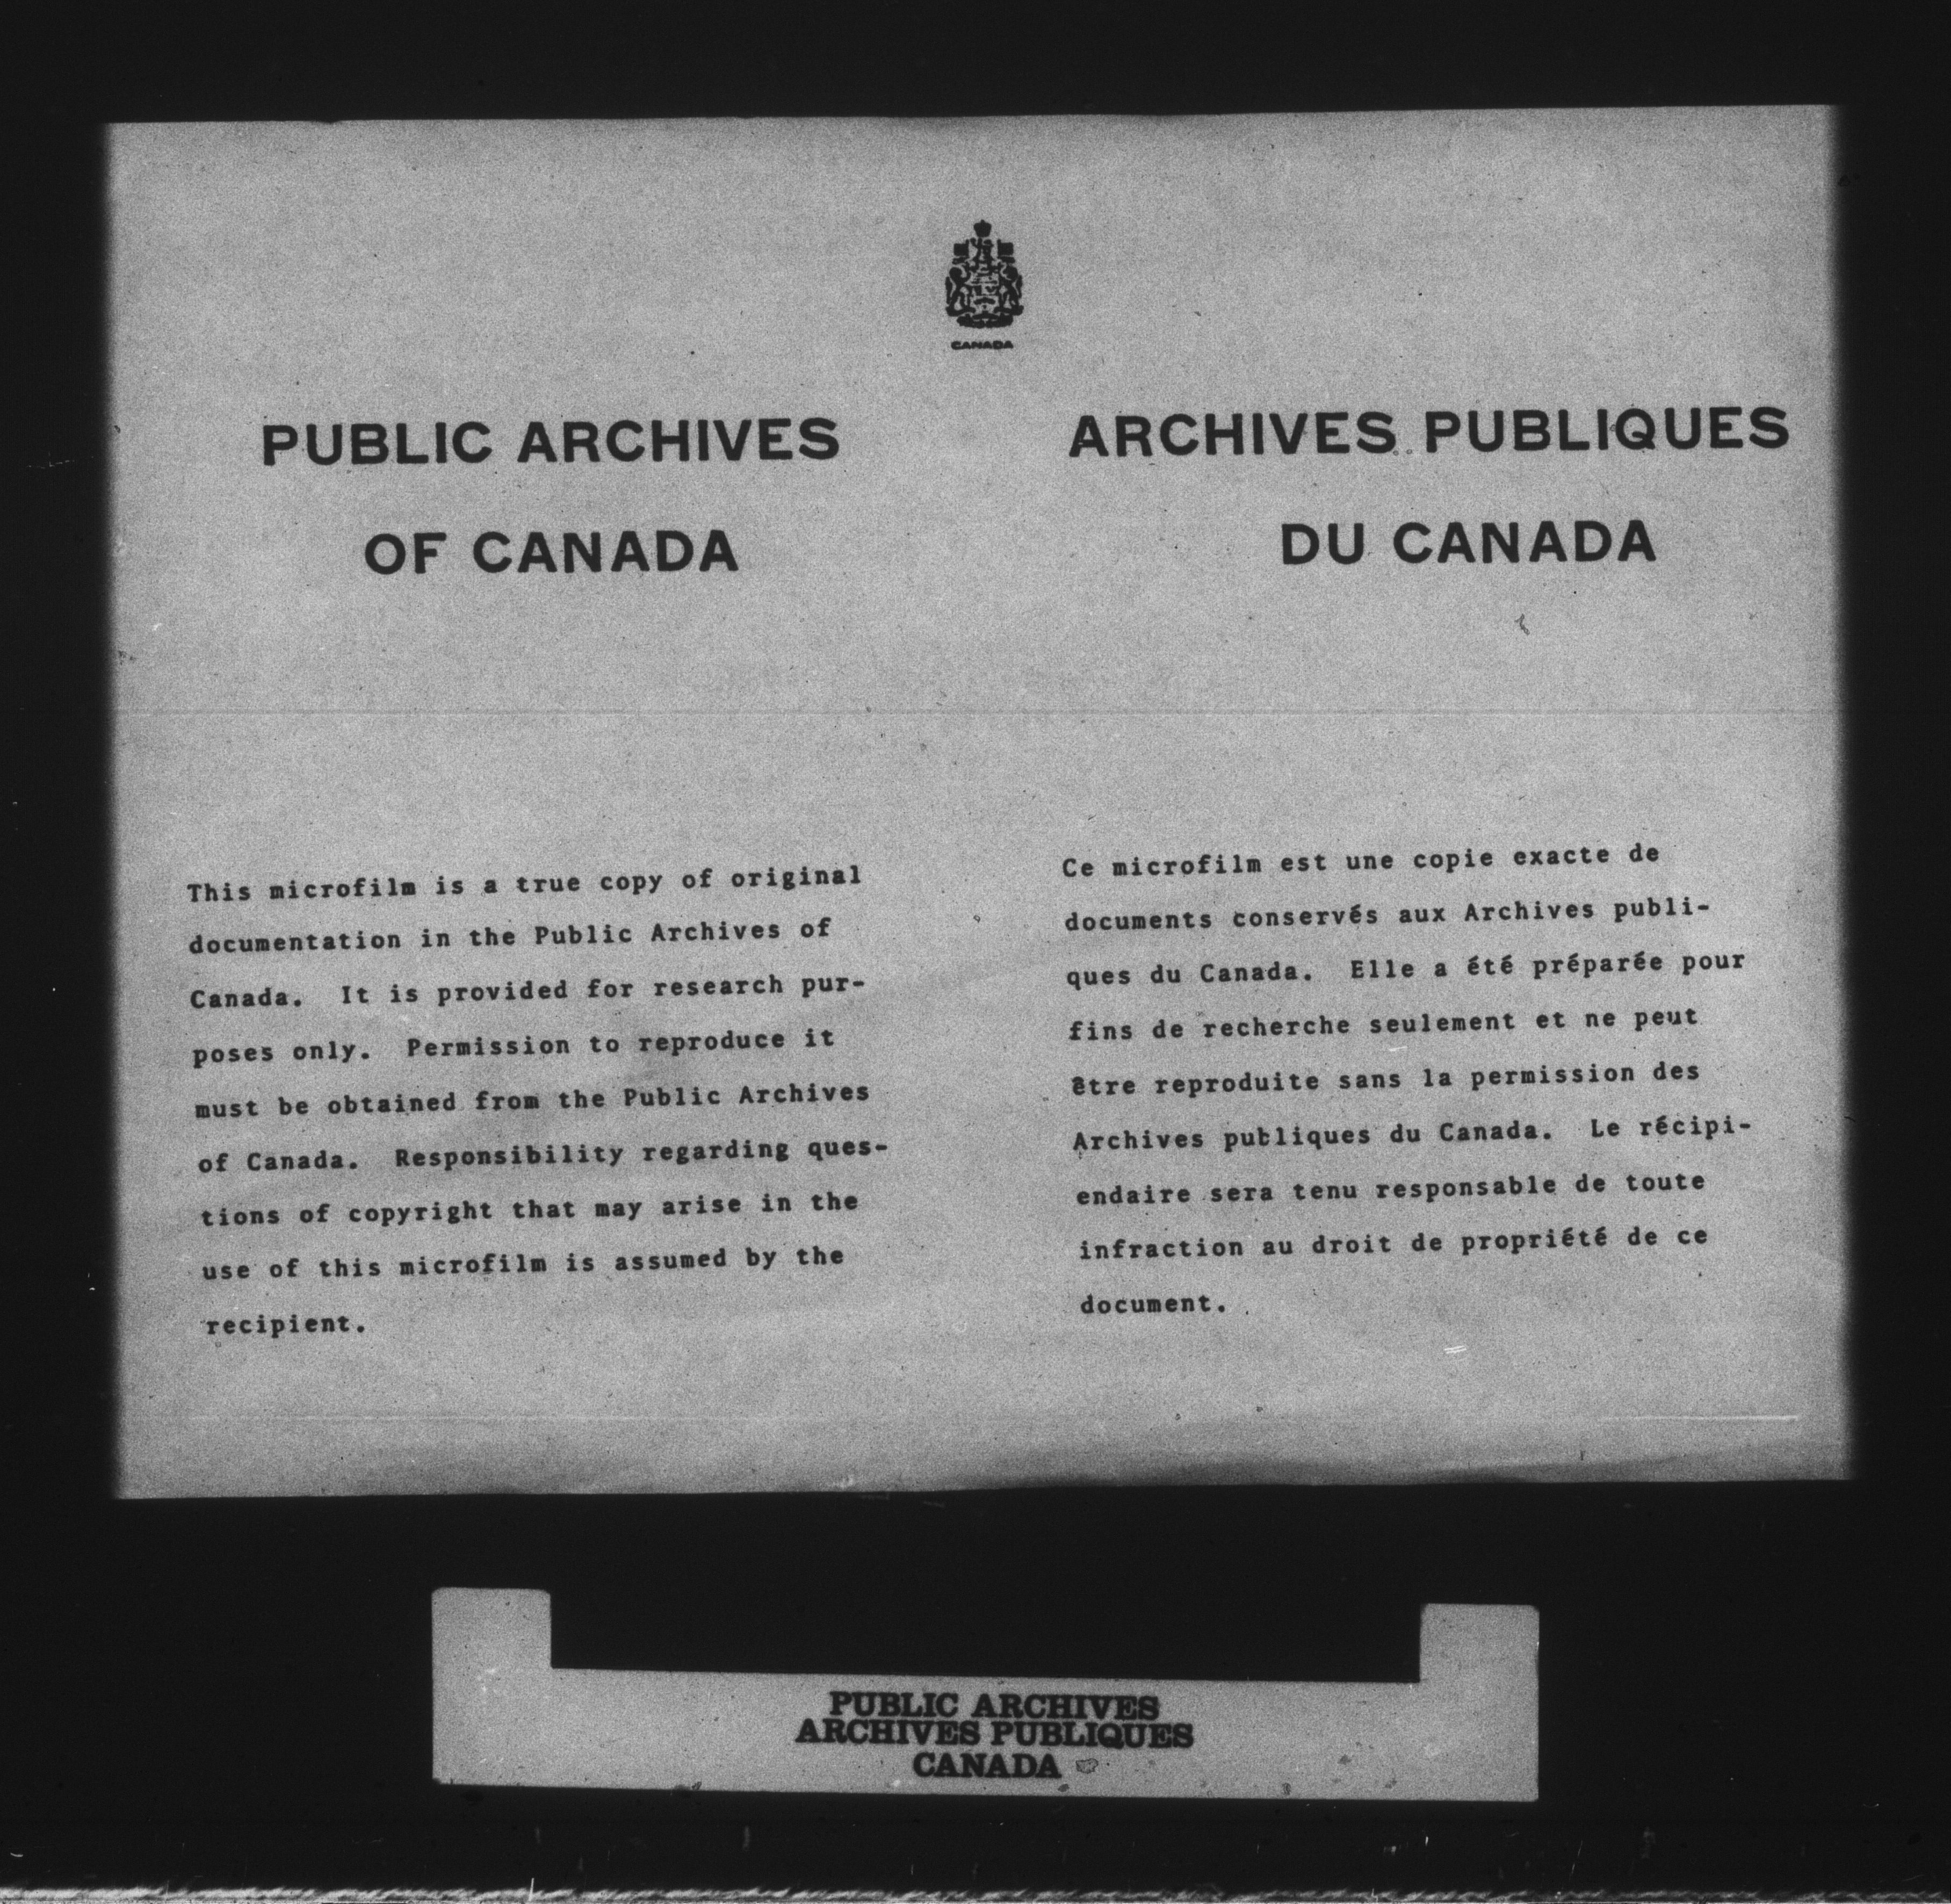 CANADA
PUBLIC ARCHIVES
OF CANADA
This microfilm is a true copy of original
documentation in the Public Archives of
Canada. It is provided for research pur-
poses only. Permission to reproduce it
must be obtained from the Public Archives
of Canada. Responsibility regarding ques-
tions of copyright that may arise in the
use of this microfilm is assumed by the
recipient.
ARCHIVES PUBLIQUES
DU CANADA
Ce microfilm est une copie exacte de
documents conservés aux Archives publi-
ques du Canada. Elle a été préparée pour
fins de recherche seulement et ne peut
être reproduite sans la permission des
Archives publiques du Canada. Le récipi-
endaire sera tenu responsable de toute
infraction au droit de propriété de ce
document.
PUBLIC ARCHIVES
ARCHIVES PUBLIQUES
CANADA